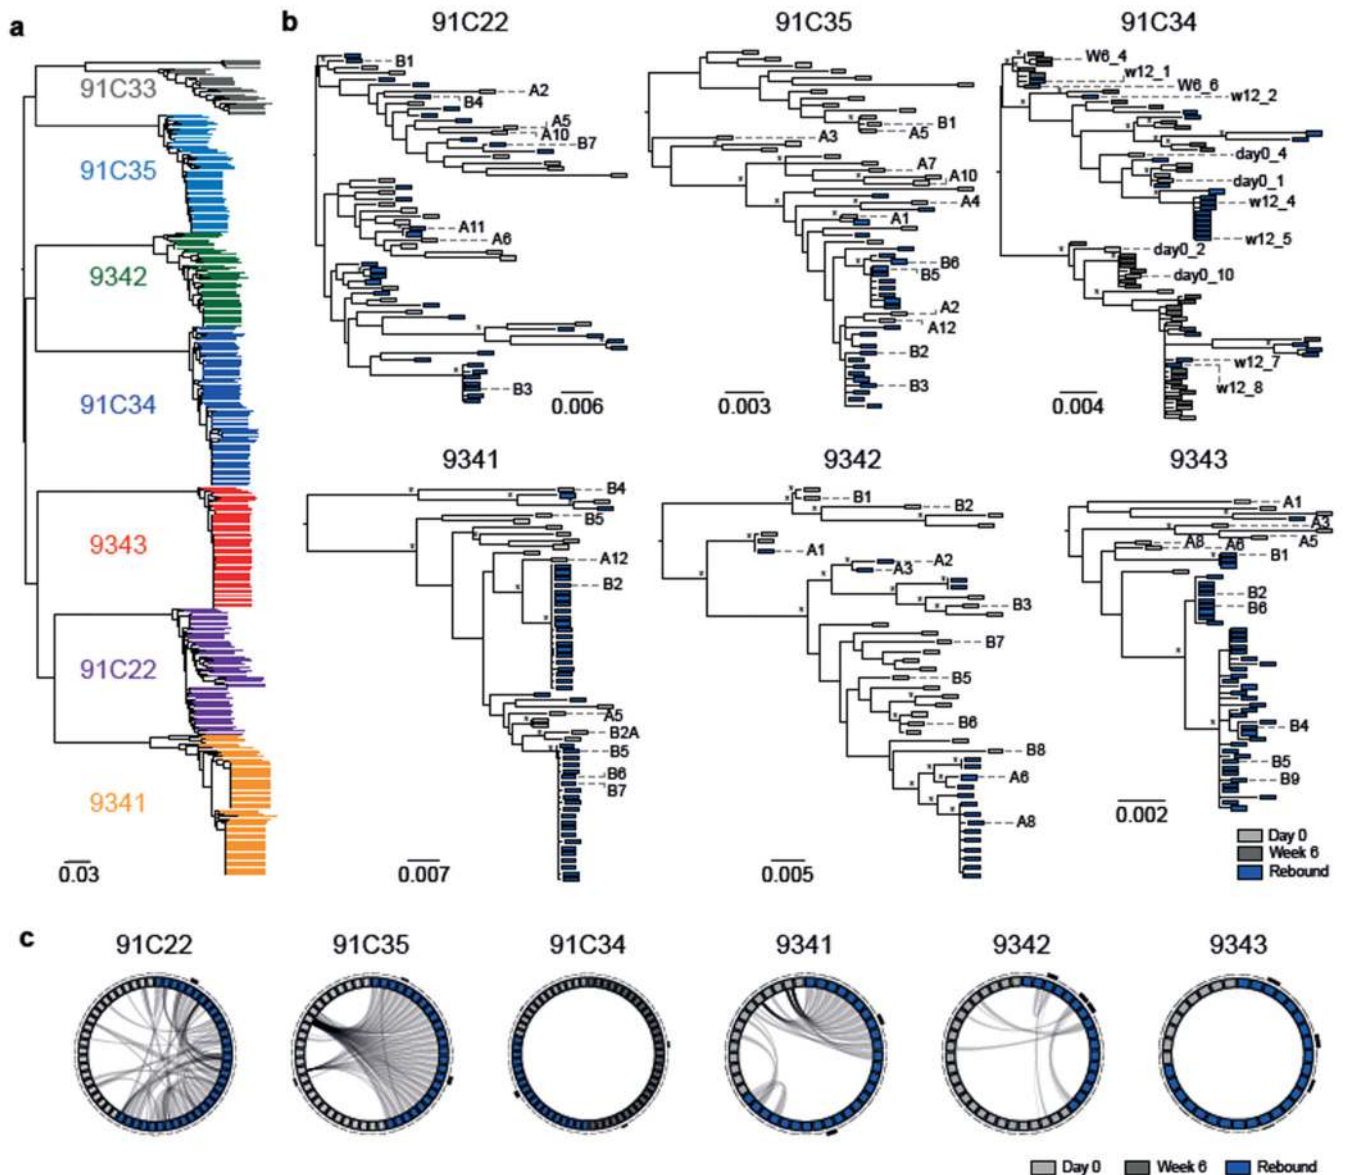 a
91C33
91C35
9342
91C34
9343
91C22
9341
0.03
b
91C22
B1
A2
B4
A5
A10
B7
A11
A6
B3
0.006
91C35
B1
A5
A3
A7
A10
A4
A1
B6
B5
A2
A12
B2
B3
0.003
91C34
W6_4
w12_1
W6_6
w12_2
day0_4
day0_1
w12_4
w12_5
day0_2
day0_10
w12_7
w12_8
0.004
9341
B4
B5
A12
B2
A5
B2A
B5
B6
B7
0.007
9342
B1
B2
A1
A2
A3
B3
B7
B5
B6
B8
A6
A8
0.005
9343
A1
A3
A5
A8 A6 B1
B2
B6
B4
B5
B9
0.002
Day 0
Week 6
Rebound
c
91C22
91C35
91C34
9341
9342
9343
Day 0 Week 6 Rebound